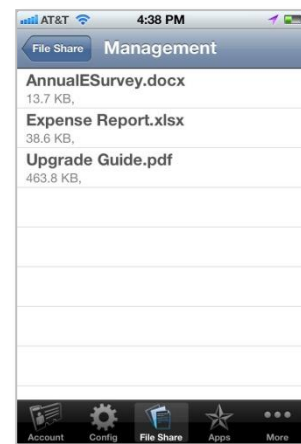 AT&T 4:38 PM
File Share Management
AnnualESurvey.docx
13.7 KB,
Expense Report.xlsx
38.6 KB,
Upgrade Guide.pdf
463.8 KB,
Account Config File Share Apps More